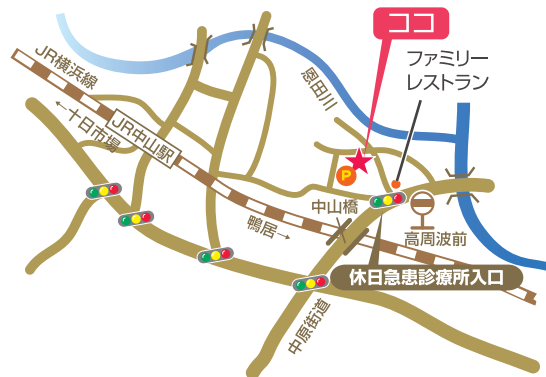 ココ
ファミリー
レストラン
JR横浜線
恩田川
←十日市場
JR中山駅
P
中山橋
鴨居→
高周波前
休日急患診療所入口
中原街道